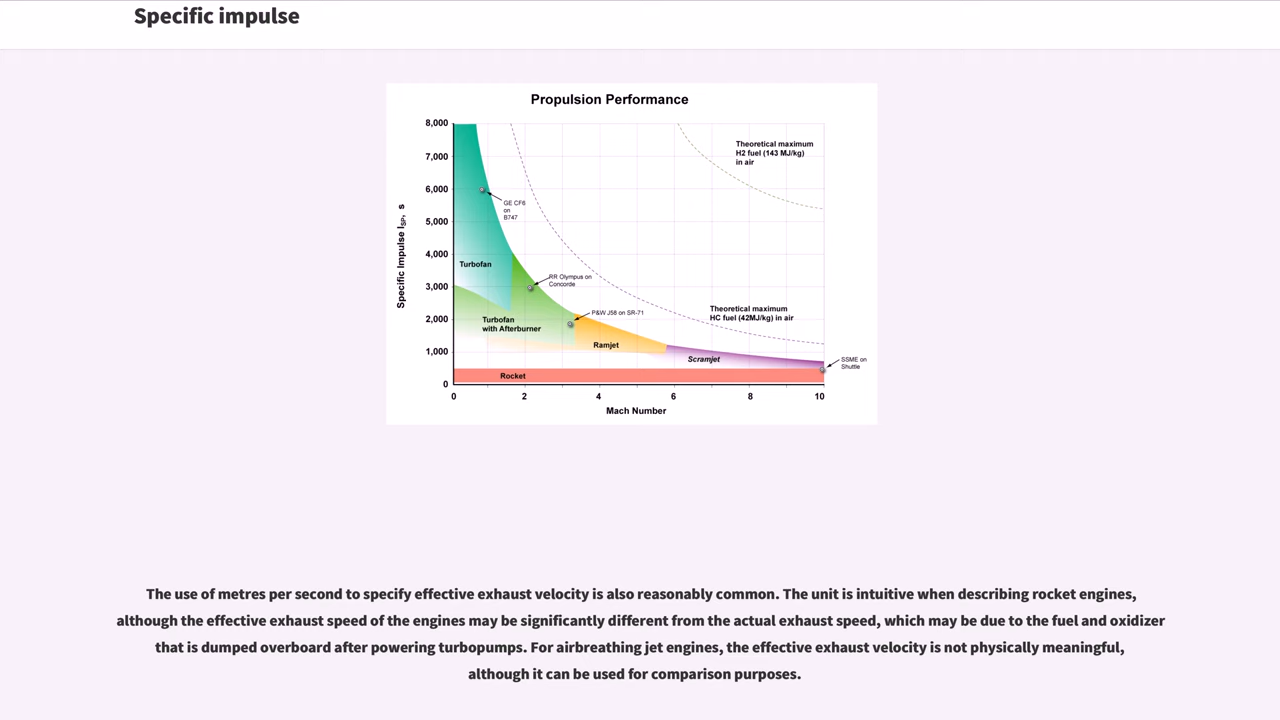 Specific impulse
Propulsion Performance
8,000
7,000
6,000
5,000
4,000
3,000
2,000
1,000
0
Specific Impulse ISP, s
Theoretical maximum
H2 fuel (143 MJ/kg)
in air
GE CF6
on
B747
Turbofan
RR Olympus on
Concorde
Turbofan
with Afterburner
P&W J58 on SR-71
Theoretical maximum
HC fuel (42MJ/kg) in air
Ramjet
Scramjet
SSME on
Shuttle
Rocket
0 2 4 6 8 10
Mach Number
The use of metres per second to specify effective exhaust velocity is also reasonably common. The unit is intuitive when describing rocket engines,
although the effective exhaust speed of the engines may be significantly different from the actual exhaust speed, which may be due to the fuel and oxidizer
that is dumped overboard after powering turbopumps. For airbreathing jet engines, the effective exhaust velocity is not physically meaningful,
although it can be used for comparison purposes.